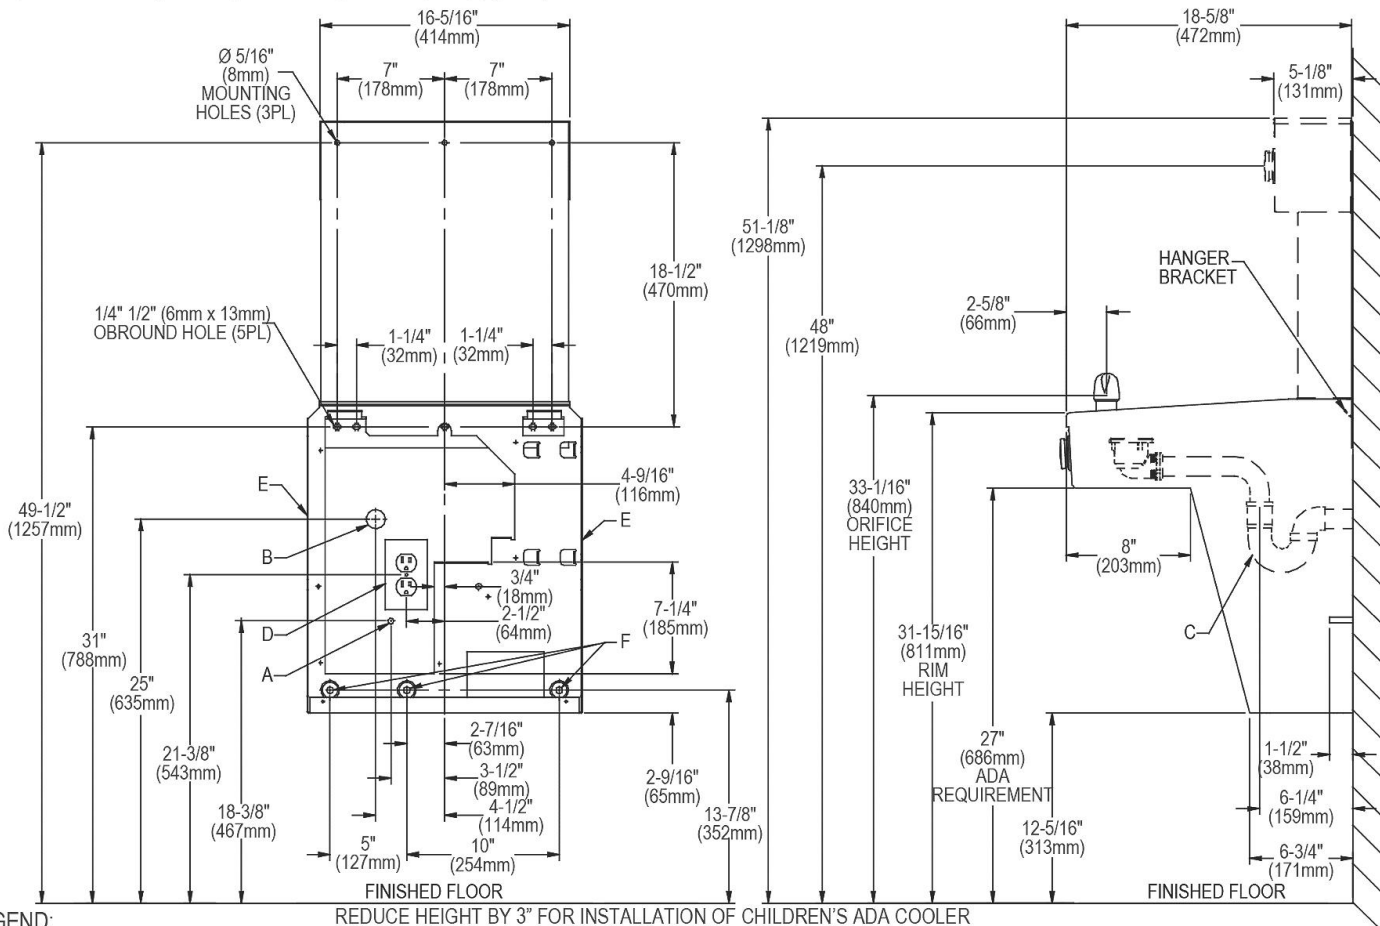 16-5/16"
(414mm)
Ø 5/16"
(8mm)
MOUNTING
HOLES (3PL)
7"
(178mm)
7"
(178mm)
18-1/2"
(470mm)
1/4" 1/2" (6mm x 13mm)
OBROUND HOLE (5PL)
1-1/4"
(32mm)
1-1/4"
(32mm)
4-9/16"
(116mm)
E
E
B
49-1/2"
(1257mm)
3/4"
(18mm)
2-1/2"
(64mm)
7-1/4"
(185mm)
D
A
F
31"
(788mm)
25"
(635mm)
21-3/8"
(543mm)
18-3/8"
(467mm)
2-7/16"
(63mm)
3-1/2"
(89mm)
4-1/2"
(114mm)
5"
(127mm)
10"
(254mm)
2-9/16"
(65mm)
13-7/8"
(352mm)
FINISHED FLOOR
18-5/8"
(472mm)
5-1/8"
(131mm)
51-1/8"
(1298mm)
HANGER
BRACKET
2-5/8"
(66mm)
48"
(1219mm)
33-1/16"
(840mm)
ORIFICE
HEIGHT
8"
(203mm)
C
31-15/16"
(811mm)
RIM
HEIGHT
27"
(686mm)
ADA
REQUIREMENT
12-5/16"
(313mm)
1-1/2"
(38mm)
6-1/4"
(159mm)
6-3/4"
(171mm)
FINISHED FLOOR
GEND:
REDUCE HEIGHT BY 3” FOR INSTALLATION OF CHILDREN'S ADA COOLER